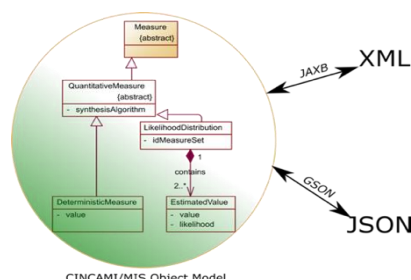 Measure
{abstract}
QuantitativeMeasure
{abstract}
- synthesisAlgorithm
LikelihoodDistribution
- idMeasureSet
1
contains
2..*
DeterministicMeasure
- value
EstimatedValue
- value
- likelihood
JAXB
XML
GSON
JSON
CINCAMI/MIS Object Model